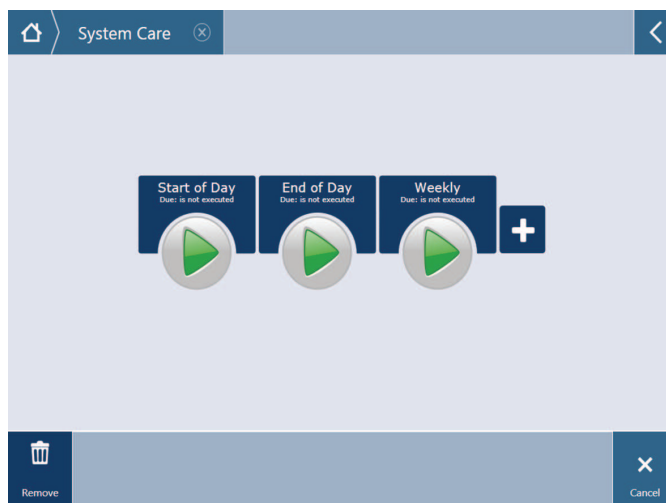 System Care
Start of Day
Due: is not executed
End of Day
Due: is not executed
Weekly
Due: is not executed
Remove
Cancel